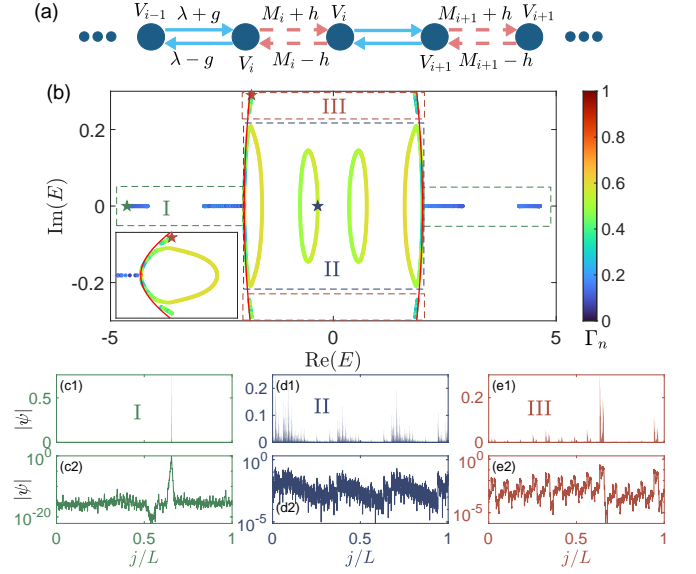 (a) V_{i−1} λ + g M_i + h V_i M_{i+1} + h V_{i+1}
λ − g V_i M_i − h V_{i+1} M_{i+1} − h
(b)
III
0.2
I
0
II
-0.2
-5 0 5
Re(E)
Im(E)
1
0.8
0.6
0.4
0.2
0
Γ_n
(c1) I
0.5
0
|ψ|
(d1) II
0.2
0.1
0
(e1) III
0.2
0
(c2)
10^0
10^{-20}
|ψ|
0 0.5 1
j/L
(d2)
10^0
10^{-5}
0 0.5 1
j/L
(e2)
10^0
10^{-5}
0 0.5 1
j/L